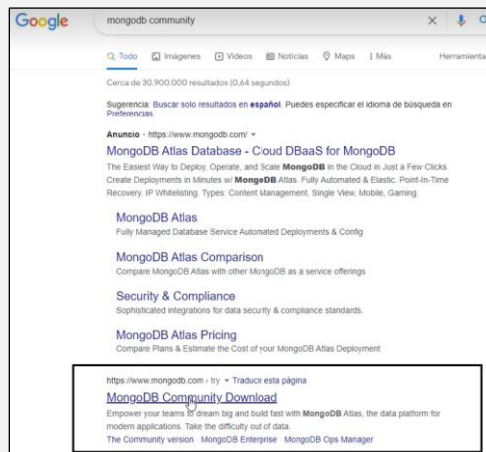 Google
mongodb community
Todo Imágenes Videos Noticias Maps Más Herramienta
Cerca de 30.900.000 resultados (0,64 segundos)
Sugerencia: Buscar solo resultados en español. Puedes especificar el idioma de búsqueda en
Preferencias
Anuncio · https://www.mongodb.com/
MongoDB Atlas Database - Cloud DBaaS for MongoDB
The Easiest Way to Deploy, Operate, and Scale MongoDB in the Cloud in Just a Few Clicks.
Create Deployments in Minutes w/ MongoDB Atlas. Fully Automated & Elastic. Point-In-Time
Recovery. IP Whitelisting. Types: Content Management, Single View, Mobile, Gaming.
MongoDB Atlas
Fully Managed Database Service Automated Deployments & Config
MongoDB Atlas Comparison
Compare MongoDB Atlas with other MongoDB as a service offerings
Security & Compliance
Sophisticated integrations for data security & compliance standards.
MongoDB Atlas Pricing
Compare Plans & Estimate the Cost of your MongoDB Atlas Deployment
https://www.mongodb.com › try Traducir esta página
MongoDB Community Download
Empower your teams to dream big and build fast with MongoDB Atlas, the data platform for
modern applications. Take the difficulty out of data.
The Community version · MongoDB Enterprise · MongoDB Ops Manager